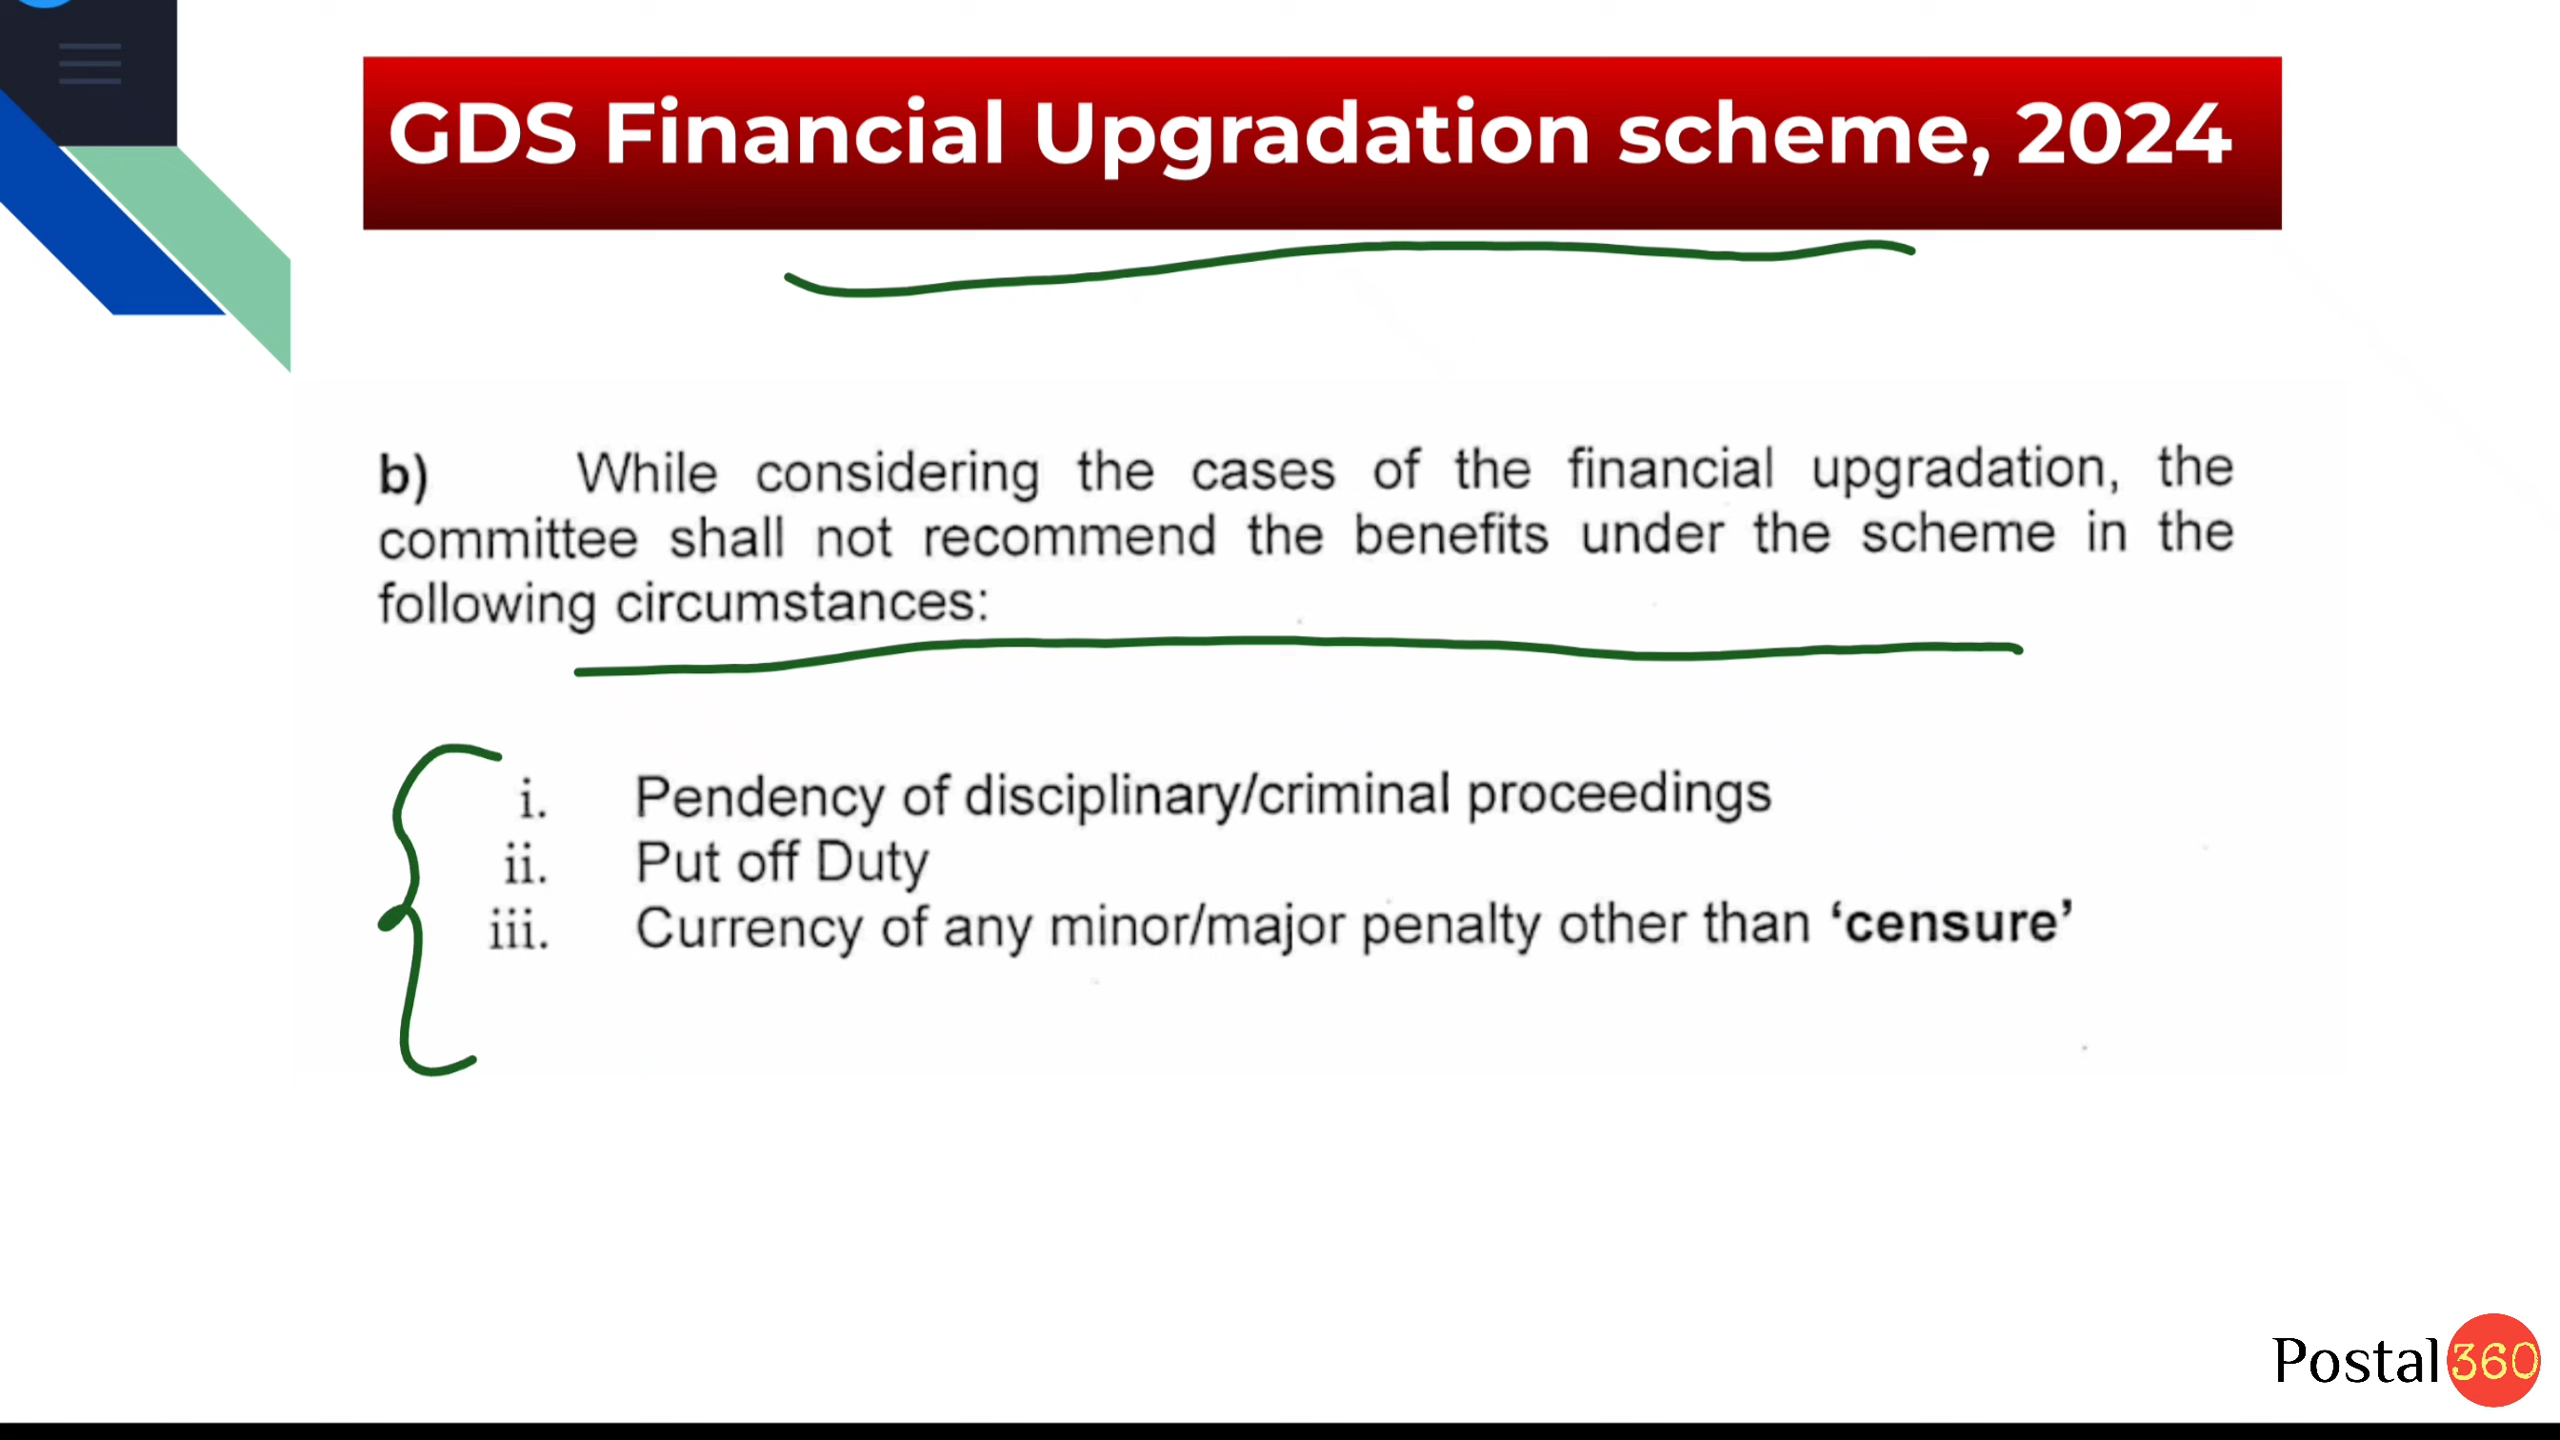 GDS Financial Upgradation scheme, 2024
b) While considering the cases of the financial upgradation, the
committee shall not recommend the benefits under the scheme in the
following circumstances:
i. Pendency of disciplinary/criminal proceedings
ii. Put off Duty
iii. Currency of any minor/major penalty other than ‘censure’
Postal 360